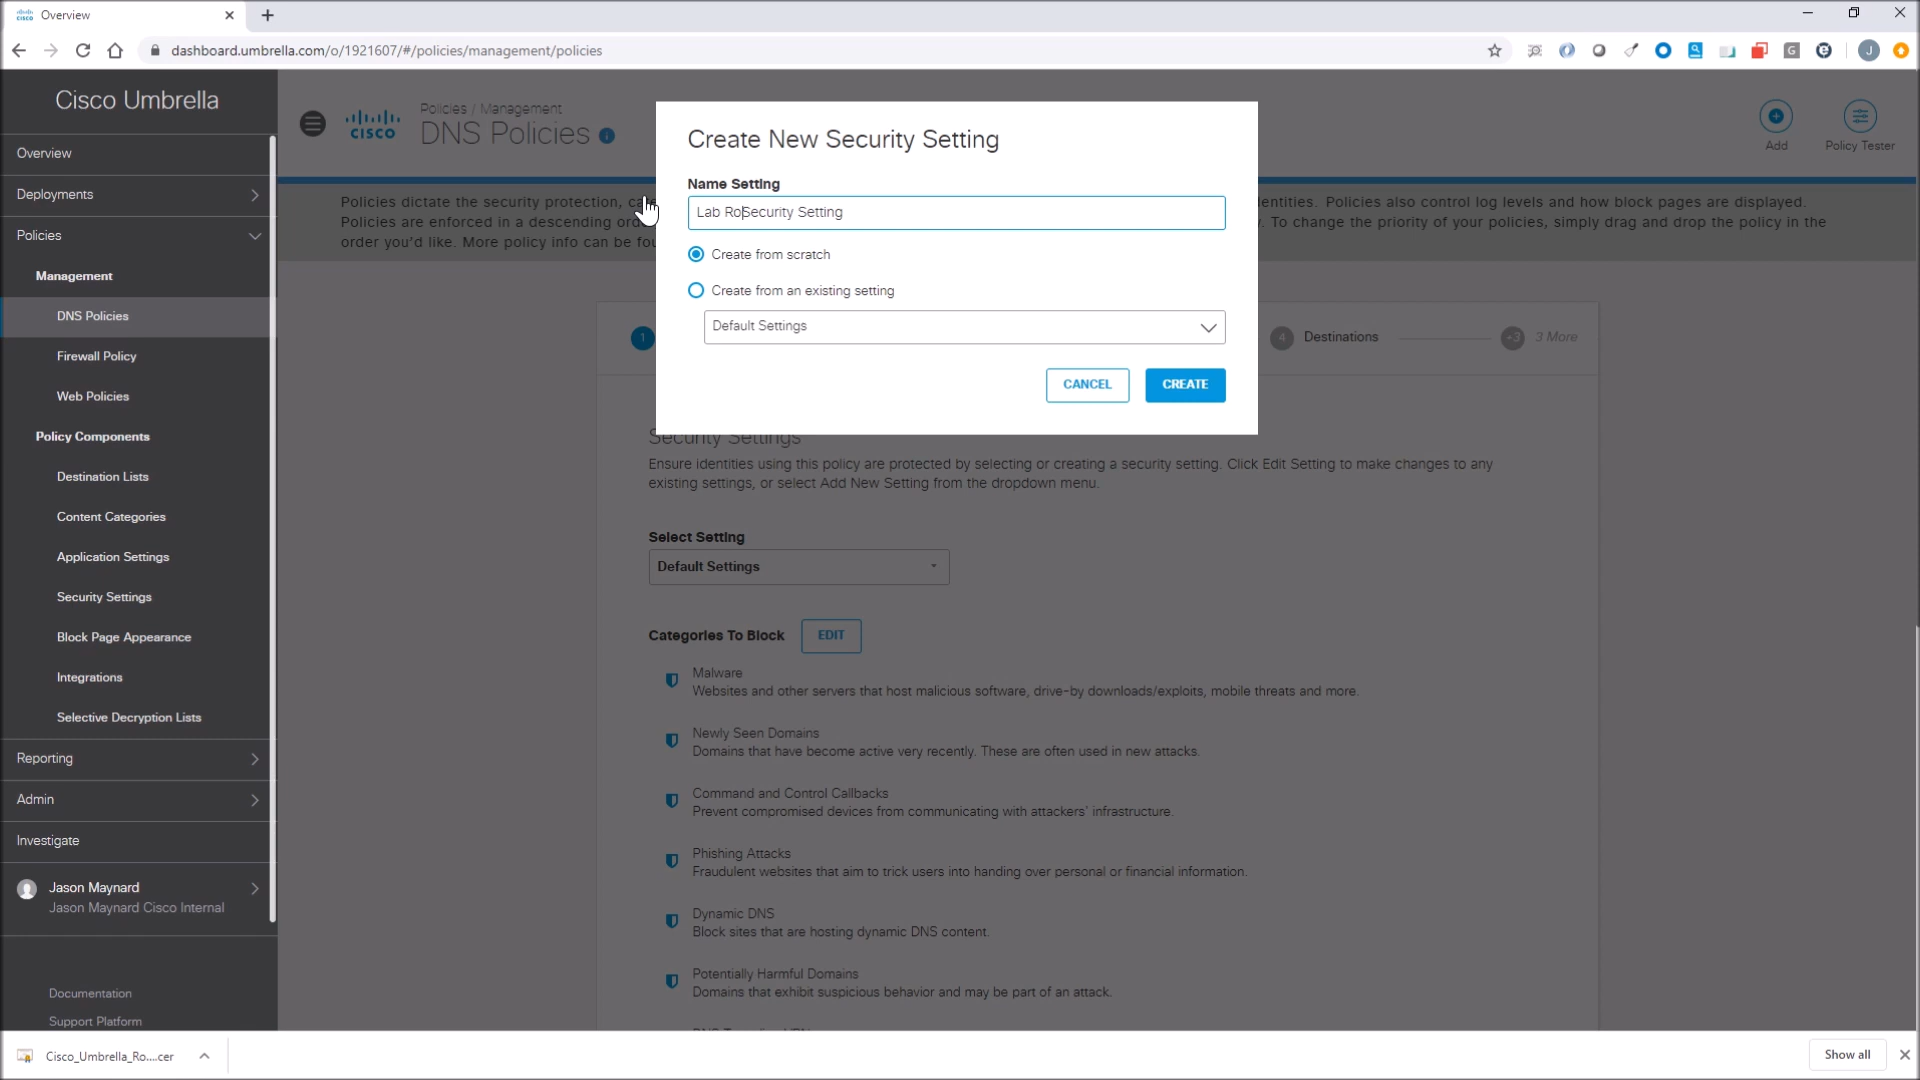 Overview
dashboard.umbrella.com/o/1921607/#/policies/management/policies
J
G
Cisco Umbrella
Overview
Deployments
Policies
Management
DNS Policies
Firewall Policy
Web Policies
Policy Components
Destination Lists
Content Categories
Application Settings
Security Settings
Block Page Appearance
Integrations
Selective Decryption Lists
Reporting
Admin
Investigate
Jason Maynard
Jason Maynard Cisco Internal
Documentation
Support Platform
cisco
Policies / Management
DNS Policies
Add
Policy Tester
Policies dictate the security protection, ca
entities. Policies also control log levels and how block pages are displayed.
Policies are enforced in a descending ord
. To change the priority of your policies, simply drag and drop the policy in the
order you'd like. More policy info can be fou
Create New Security Setting
Name Setting
Lab RoSecurity Setting
Create from scratch
Create from an existing setting
Default Settings
CANCEL
CREATE
1
4
Destinations
+3
3 More
Security Settings
Ensure identities using this policy are protected by selecting or creating a security setting. Click Edit Setting to make changes to any
existing settings, or select Add New Setting from the dropdown menu.
Select Setting
Default Settings
Categories To Block
EDIT
Malware
Websites and other servers that host malicious software, drive-by downloads/exploits, mobile threats and more.
Newly Seen Domains
Domains that have become active very recently. These are often used in new attacks.
Command and Control Callbacks
Prevent compromised devices from communicating with attackers' infrastructure.
Phishing Attacks
Fraudulent websites that aim to trick users into handing over personal or financial information.
Dynamic DNS
Block sites that are hosting dynamic DNS content.
Potentially Harmful Domains
Domains that exhibit suspicious behavior and may be part of an attack.
Cisco_Umbrella_Ro....cer
Show all